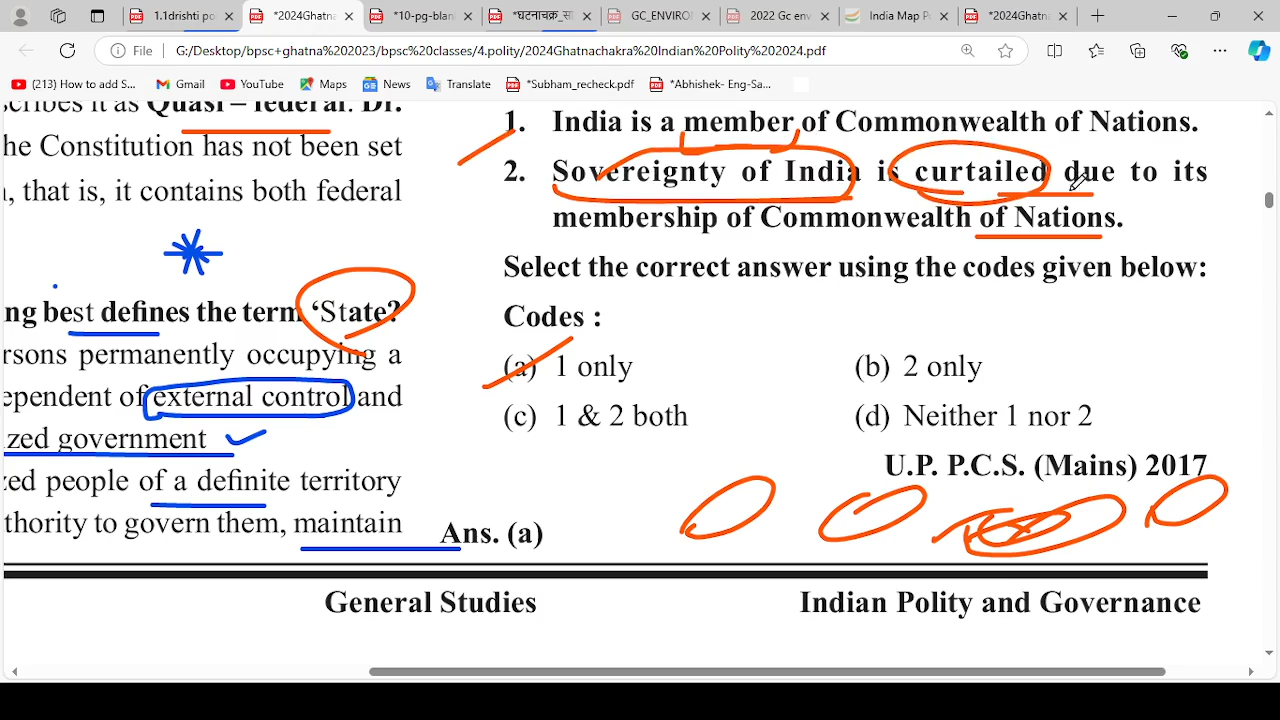 1.1drishti po
*2024Ghatna
*10-pg-blan
*घटनाचक्र_सा
GC_ENVIRON
2022 Gc env
India Map P
*2024Ghatna
File
G:/Desktop/bpsc+ghatna%202023/bpsc%20classes/4.polity/2024Ghatnachakra%20Indian%20Polity%202024.pdf
(213) How to add S...
Gmail
YouTube
Maps
News
Translate
*Subham_recheck.pdf
*Abhishek- Eng-Sa...
cribes it as Quasi – federal. Dr.
he Constitution has not been set
, that is, it contains both federal
ng best defines the term ‘State?
rsons permanently occupying a
ependent of external control and
ized government
zed people of a definite territory
thority to govern them, maintain
1. India is a member of Commonwealth of Nations.
2. Sovereignty of India is curtailed due to its
membership of Commonwealth of Nations.
Select the correct answer using the codes given below:
Codes :
(a) 1 only
(b) 2 only
(c) 1 & 2 both
(d) Neither 1 nor 2
U.P. P.C.S. (Mains) 2017
Ans. (a)
General Studies
Indian Polity and Governance